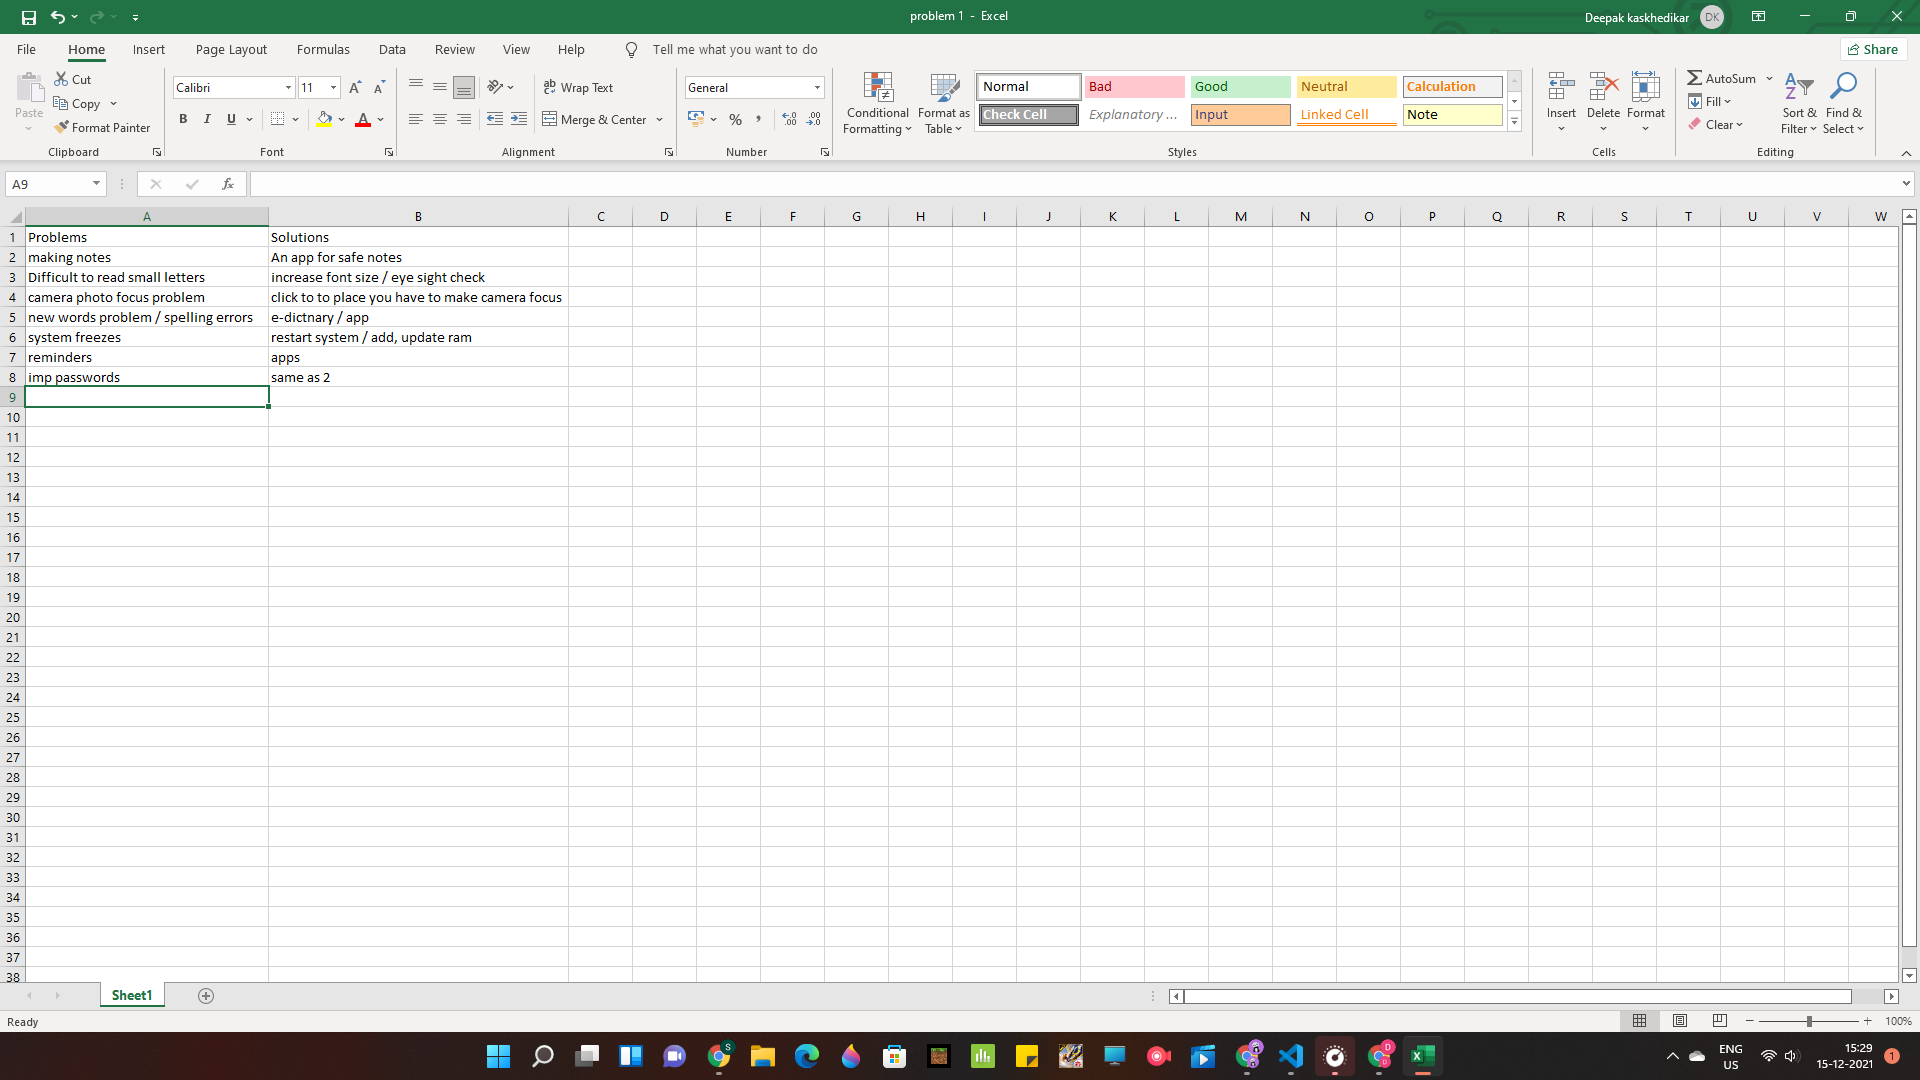 problem 1 - Excel
Deepak kaskhedikar DK
File Home Insert Page Layout Formulas Data Review View Help Tell me what you want to do Share
Paste Cut Copy Format Painter Clipboard
Calibri 11 B I U A Font
ab Wrap Text Merge & Center Alignment
General % Number
Conditional Formatting Format as Table
Normal Bad Good Neutral Calculation
Check Cell Explanatory ... Input Linked Cell Note
Styles
Insert Delete Format Cells
AutoSum Fill Clear Sort & Filter Find & Select Editing
A9 fx
A B C D E F G H I J K L M N O P Q R S T U V W
1 Problems Solutions
2 making notes An app for safe notes
3 Difficult to read small letters increase font size / eye sight check
4 camera photo focus problem click to to place you have to make camera focus
5 new words problem / spelling errors e-dictnary / app
6 system freezes restart system / add, update ram
7 reminders apps
8 imp passwords same as 2
9
10
11
12
13
14
15
16
17
18
19
20
21
22
23
24
25
26
27
28
29
30
31
32
33
34
35
36
37
38
Sheet1
Ready 100%
ENG
US
15:29
15-12-2021
1